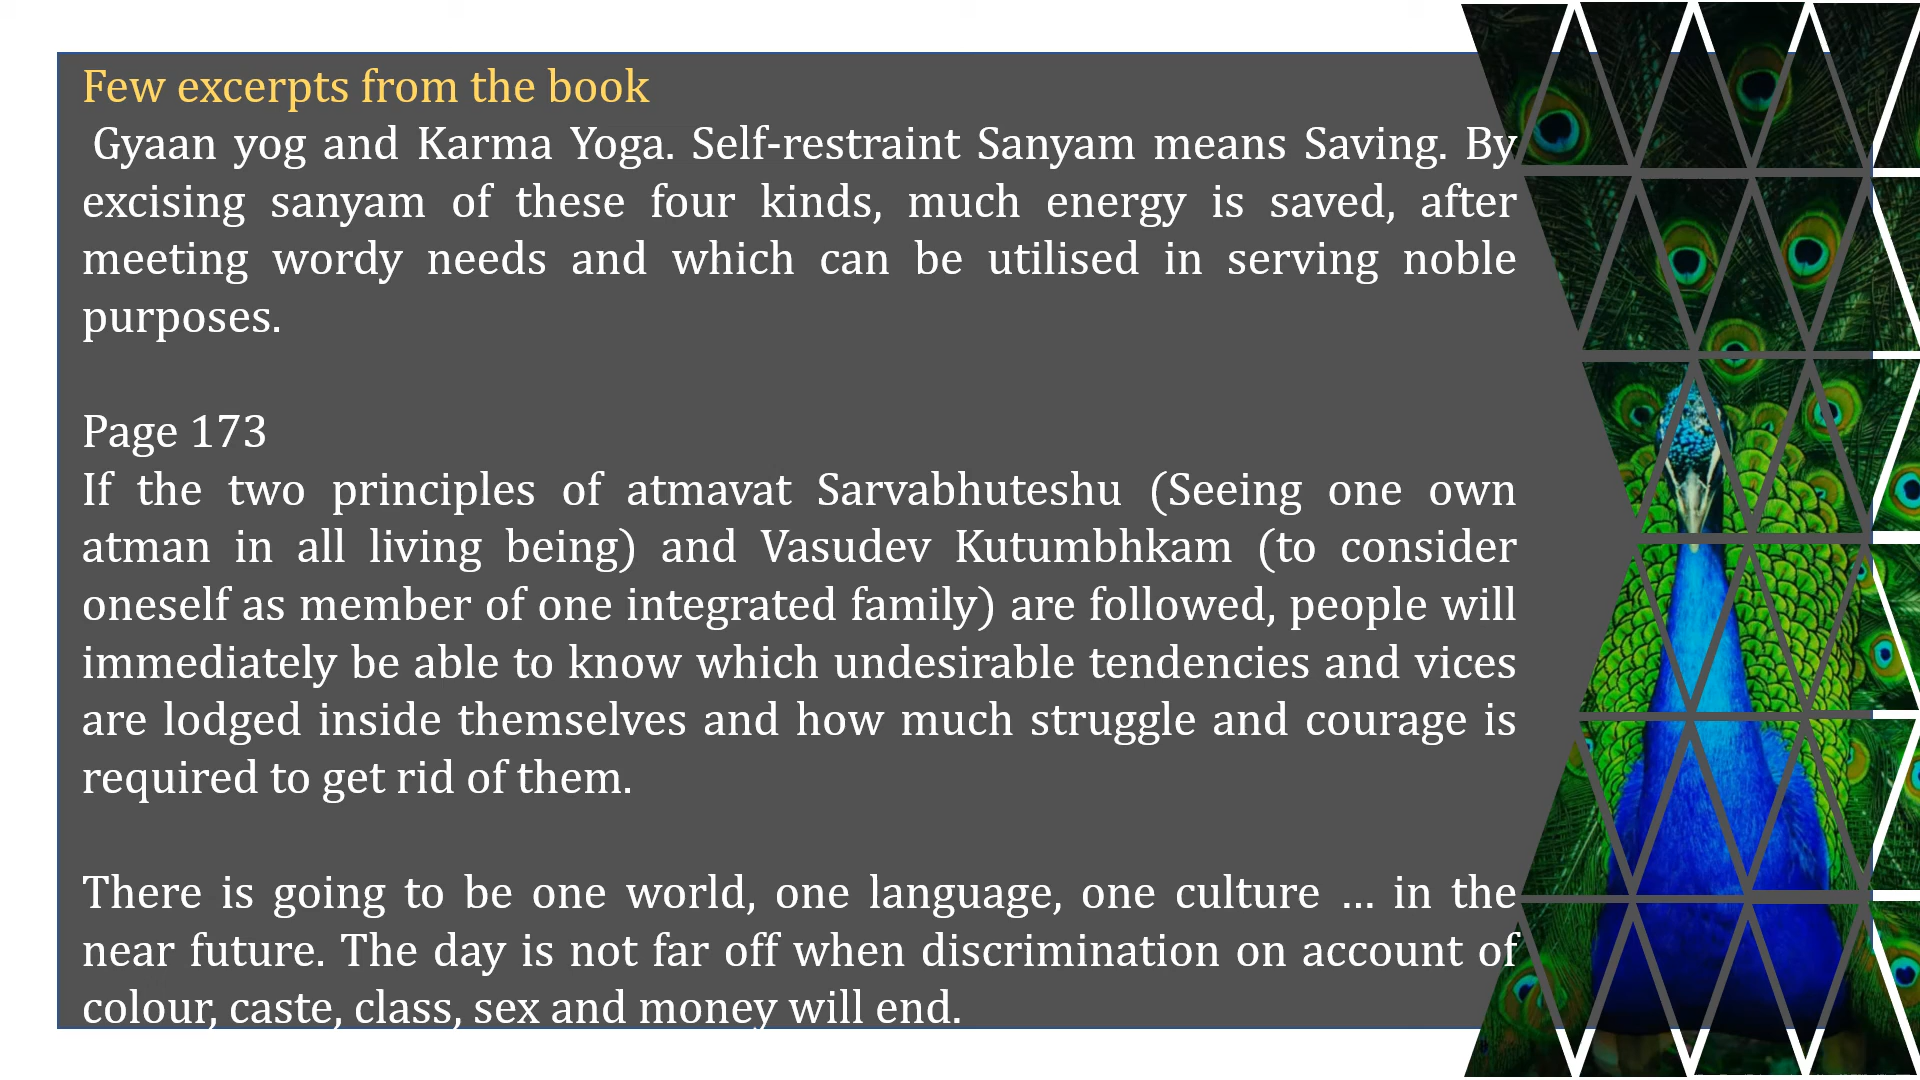 Few excerpts from the book
Gyaan yog and Karma Yoga. Self-restraint Sanyam means Saving. By
excising sanyam of these four kinds, much energy is saved, after
meeting wordy needs and which can be utilised in serving noble
purposes.
Page 173
If the two principles of atmavat Sarvabhuteshu (Seeing one own
atman in all living being) and Vasudev Kutumbhkam (to consider
oneself as member of one integrated family) are followed, people will
immediately be able to know which undesirable tendencies and vices
are lodged inside themselves and how much struggle and courage is
required to get rid of them.
There is going to be one world, one language, one culture ... in the
near future. The day is not far off when discrimination on account of
colour, caste, class, sex and money will end.